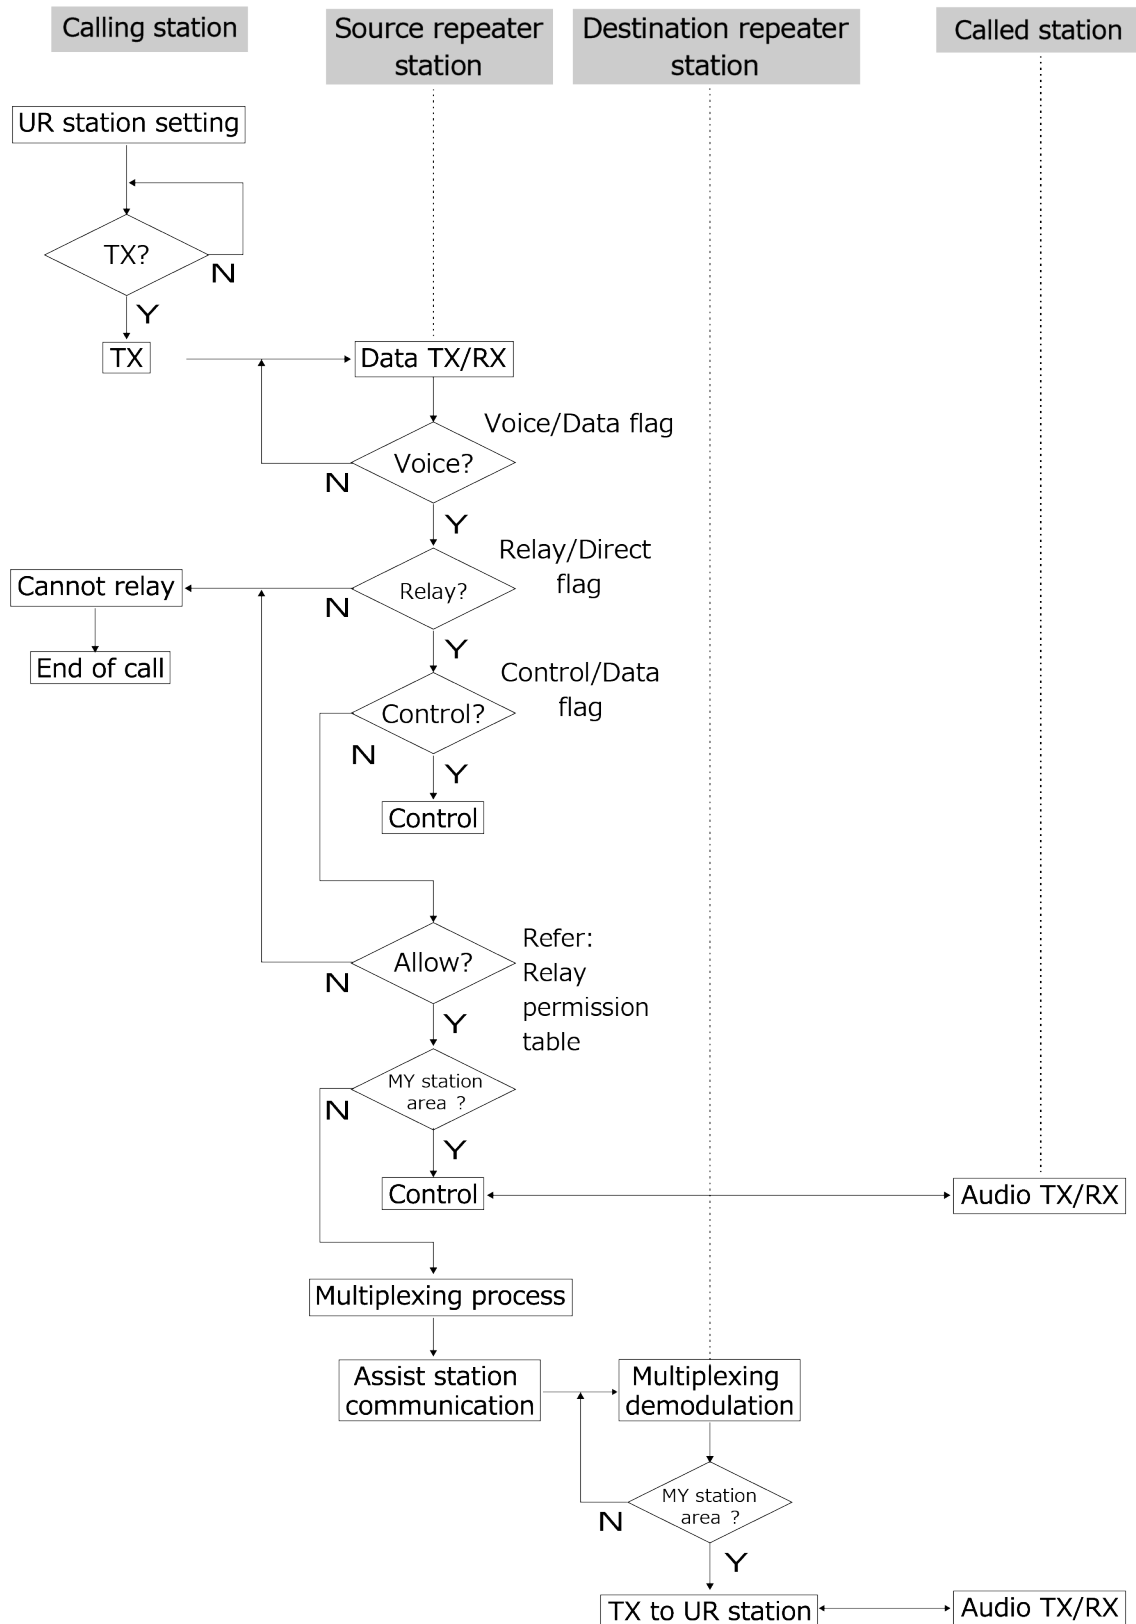 Calling station
Source repeater
station
Destination repeater
station
Called station
UR station setting
TX?
N
Y
TX
Data TX/RX
Voice/Data flag
Voice?
N
Y
Relay/Direct
flag
Cannot relay
Relay?
N
Y
End of call
Control/Data
flag
Control?
N
Y
Control
Refer:
Relay
permission
table
Allow?
N
Y
MY station
area ?
N
Y
Control
Audio TX/RX
Multiplexing process
Assist station
communication
Multiplexing
demodulation
MY station
area ?
N
Y
TX to UR station
Audio TX/RX